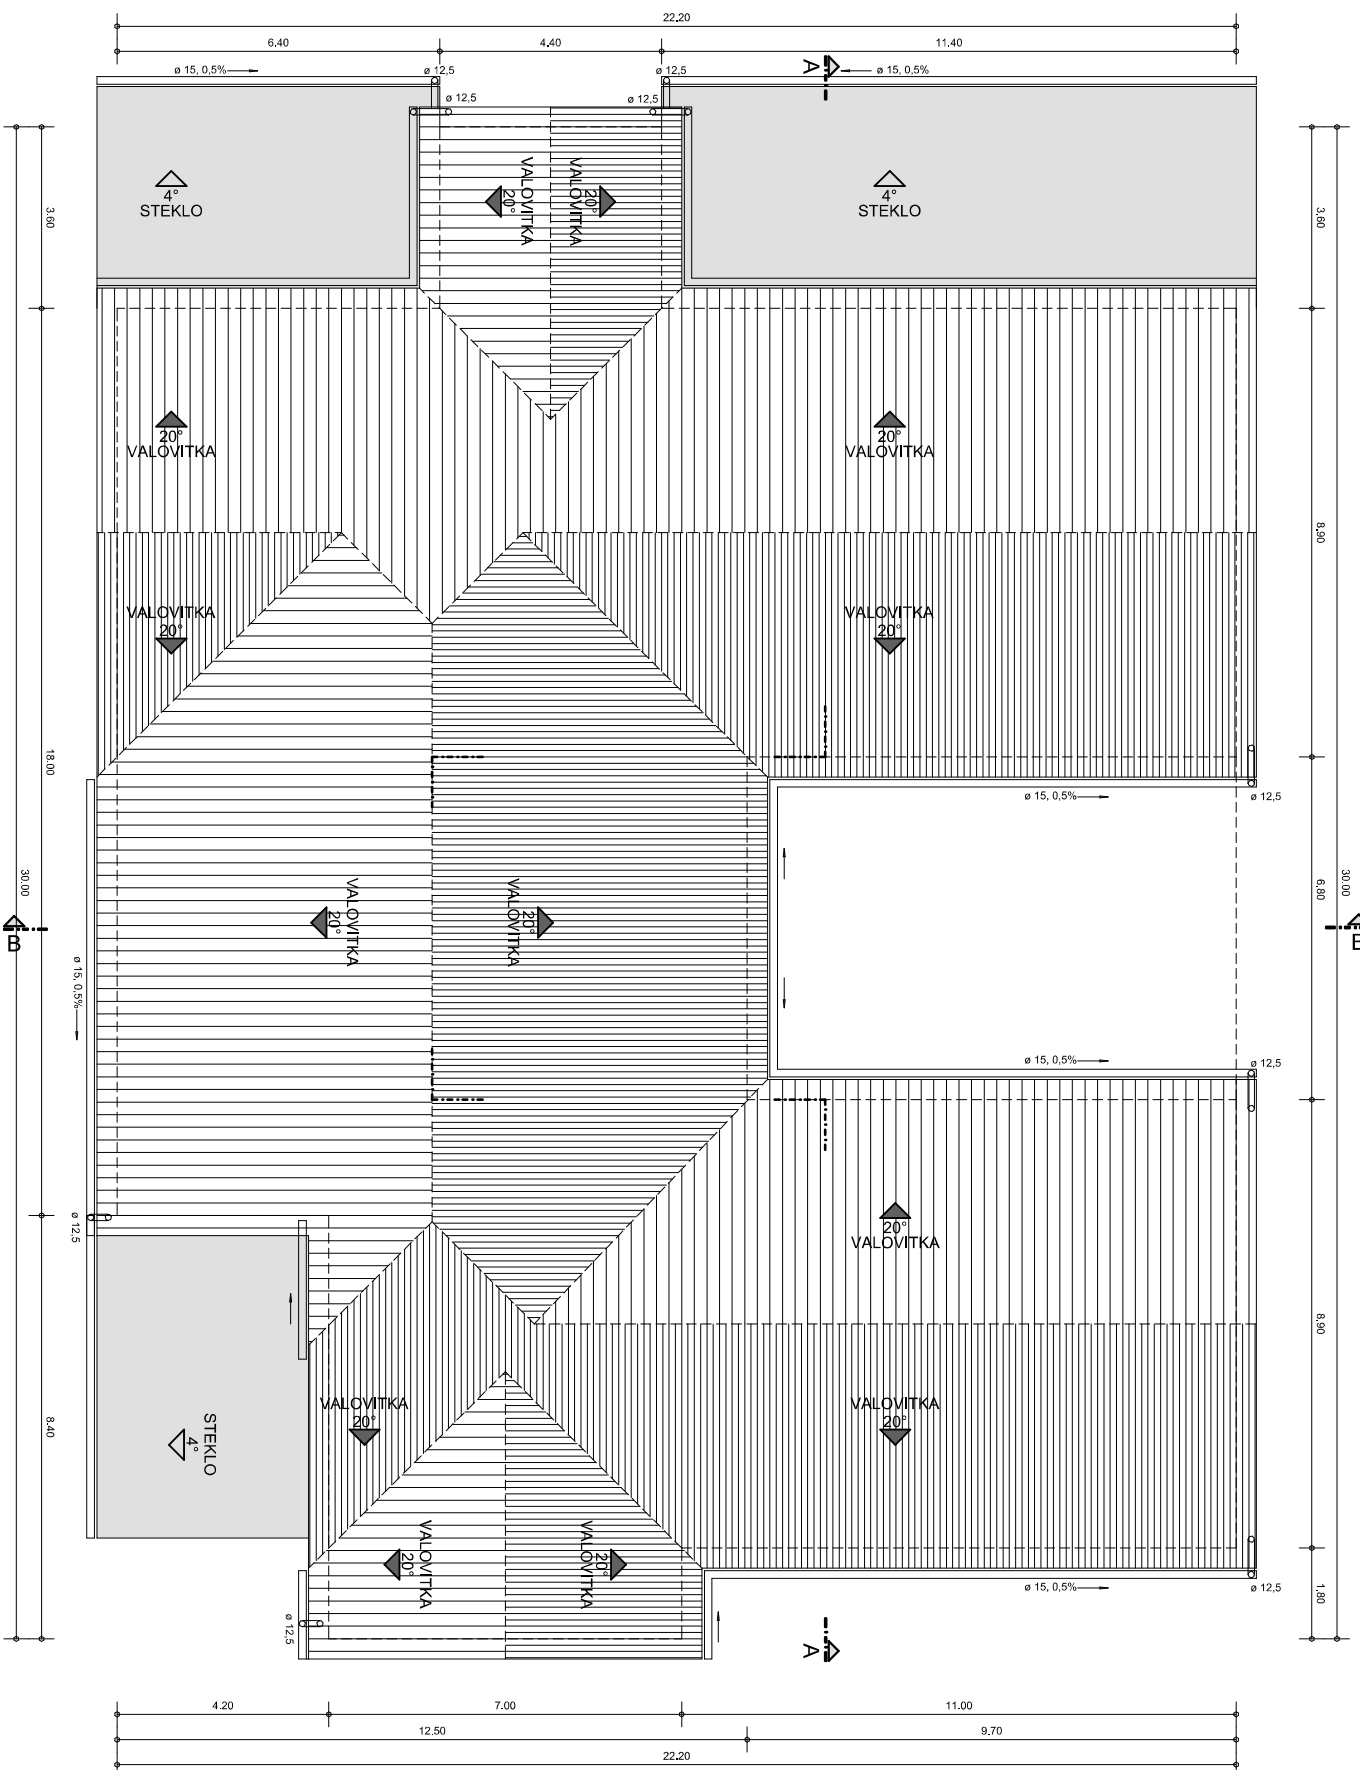 22.20
6.40
4.40
11.40
ø 15, 0,5%
ø 12,5
ø 12,5
A
ø 15, 0,5%
ø 12,5
ø 12,5
4°
STEKLO
VALOVITKA
20°
VALOVITKA
20°
4°
STEKLO
3.60
3.60
20°
VALOVITKA
20°
VALOVITKA
8.90
VALOVITKA
20°
VALOVITKA
20°
18.00
ø 15, 0,5%
ø 12,5
30.00
B
VALOVITKA
20°
VALOVITKA
20°
6.80
30.00
ø 15, 0,5%
ø 15, 0,5%
ø 12,5
ø 12,5
20°
VALOVITKA
8.90
VALOVITKA
20°
VALOVITKA
20°
STEKLO
4°
8.40
VALOVITKA
20°
VALOVITKA
20°
ø 15, 0,5%
ø 12,5
1.80
ø 12,5
A
4.20
7.00
11.00
12.50
9.70
22.20